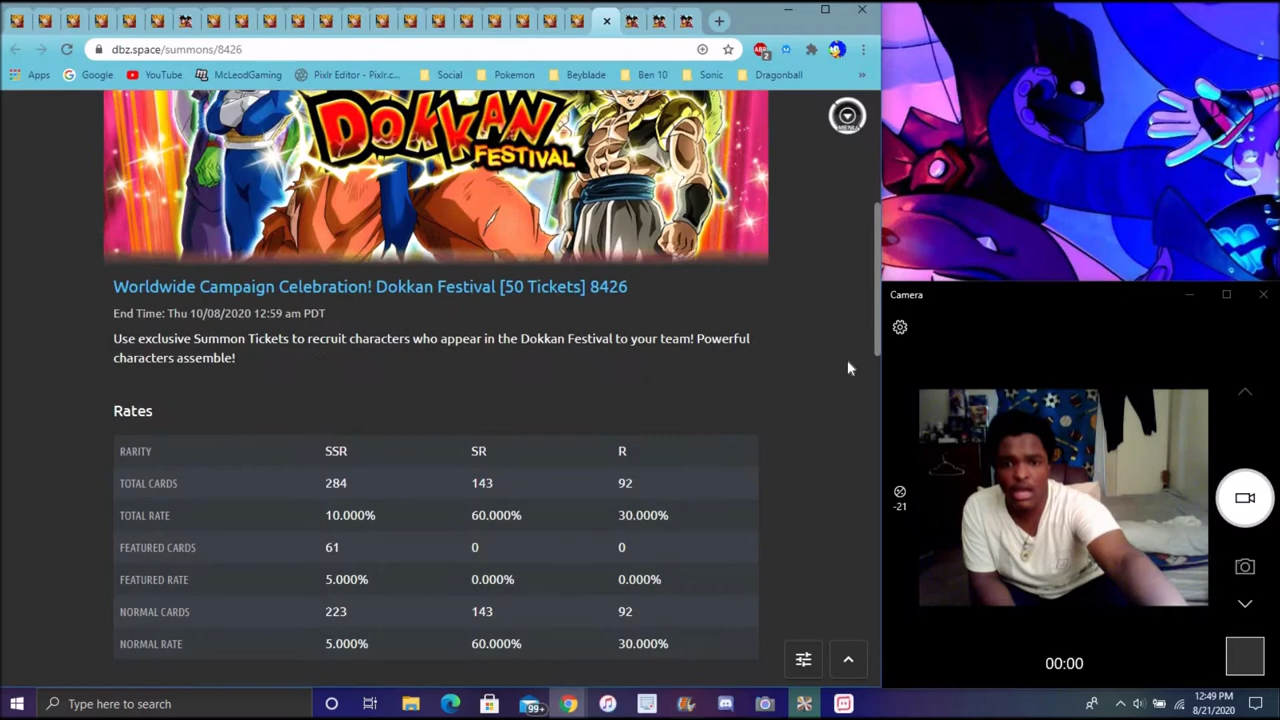 dbz.space/summons/8426
ABP
2
Apps
Google
YouTube
McLeodGaming
Pixlr Editor - Pixlr.c...
Social
Pokemon
Beyblade
Ben 10
Sonic
Dragonball
»
DOKKAN
FESTIVAL
MENU
Worldwide Campaign Celebration! Dokkan Festival [50 Tickets] 8426
End Time: Thu 10/08/2020 12:59 am PDT
Use exclusive Summon Tickets to recruit characters who appear in the Dokkan Festival to your team! Powerful
characters assemble!
Rates
RARITY SSR SR R
TOTAL CARDS 284 143 92
TOTAL RATE 10.000% 60.000% 30.000%
FEATURED CARDS 61 0 0
FEATURED RATE 5.000% 0.000% 0.000%
NORMAL CARDS 223 143 92
NORMAL RATE 5.000% 60.000% 30.000%
Camera
-21
00:00
Type here to search
99+
12:49 PM
8/21/2020